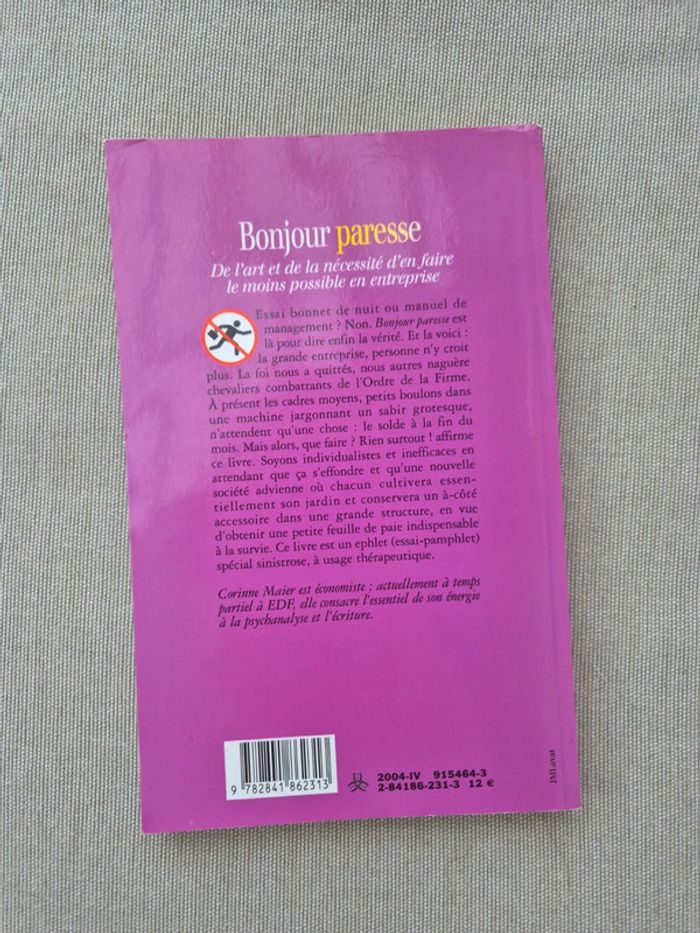 Bonjour paresse
De l'art et de la nécessité d'en faire
le moins possible en entreprise
Essai bonnet de nuit ou manuel de
management ? Non. Bonjour paresse est
là pour dire enfin la vérité. Et la voici :
la grande entreprise, personne n'y croit
plus. La foi nous a quittés, nous autres naguère
chevaliers combattants de l'Ordre de la Firme.
À présent les cadres moyens, petits boulons dans
une machine jargonnant un sabir grotesque,
n'attendent qu'une chose : le solde à la fin du
mois. Mais alors, que faire ? Rien surtout ! affirme
ce livre. Soyons individualistes et inefficaces en
attendant que ça s'effondre et qu'une nouvelle
société advienne où chacun cultivera essen-
tiellement son jardin et conservera un à-côté
accessoire dans une grande structure, en vue
d'obtenir une petite feuille de paie indispensable
à la survie. Ce livre est un ephlet (essai-pamphlet)
spécial sinistrose, à usage thérapeutique.
Corinne Maier est économiste ; actuellement à temps
partiel à EDF, elle consacre l'essentiel de son énergie
à la psychanalyse et l'écriture.
9 782841 862313
2004-IV 915464-3
2-84186-231-3 12 €
JMLaval